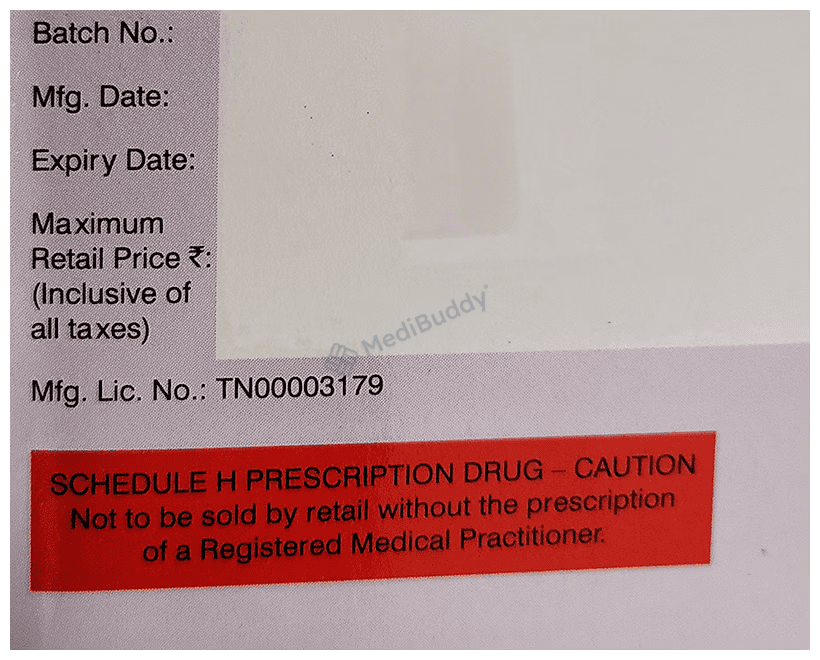 Batch No.:
Mfg. Date:
Expiry Date:
Maximum
Retail Price ₹:
(Inclusive of
all taxes)
MediBuddy
Mfg. Lic. No.: TN00003179
SCHEDULE H PRESCRIPTION DRUG – CAUTION
Not to be sold by retail without the prescription
of a Registered Medical Practitioner.